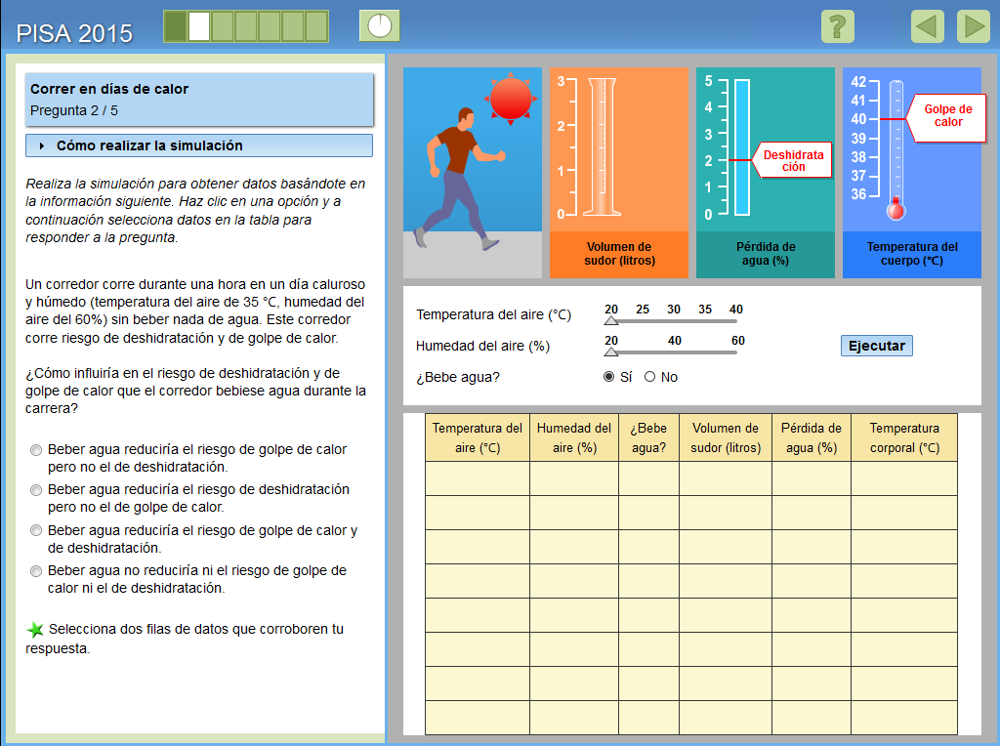 PISA 2015
?
Correr en días de calor
Pregunta 2 / 5
Cómo realizar la simulación
Realiza la simulación para obtener datos basándote en
la información siguiente. Haz clic en una opción y a
continuación selecciona datos en la tabla para
responder a la pregunta.
Un corredor corre durante una hora en un día caluroso
y húmedo (temperatura del aire de 35 °C, humedad del
aire del 60%) sin beber nada de agua. Este corredor
corre riesgo de deshidratación y de golpe de calor.
¿Cómo influiría en el riesgo de deshidratación y de
golpe de calor que el corredor bebiese agua durante la
carrera?
Beber agua reduciría el riesgo de golpe de calor
pero no el de deshidratación.
Beber agua reduciría el riesgo de deshidratación
pero no el de golpe de calor.
Beber agua reduciría el riesgo de golpe de calor y
de deshidratación.
Beber agua no reduciría ni el riesgo de golpe de
calor ni el de deshidratación.
Selecciona dos filas de datos que corroboren tu
respuesta.
3
2
1
0
Volumen de
sudor (litros)
5
4
3
2
1
0
Deshidrata
ción
Pérdida de
agua (%)
42
41
40
39
38
37
36
Golpe de
calor
Temperatura del
cuerpo (°C)
Temperatura del aire (°C) 20 25 30 35 40
Humedad del aire (%) 20 40 60
¿Bebe agua? Sí No
Ejecutar
Temperatura del Humedad del ¿Bebe Volumen de Pérdida de Temperatura
aire (°C) aire (%) agua? sudor (litros) agua (%) corporal (°C)